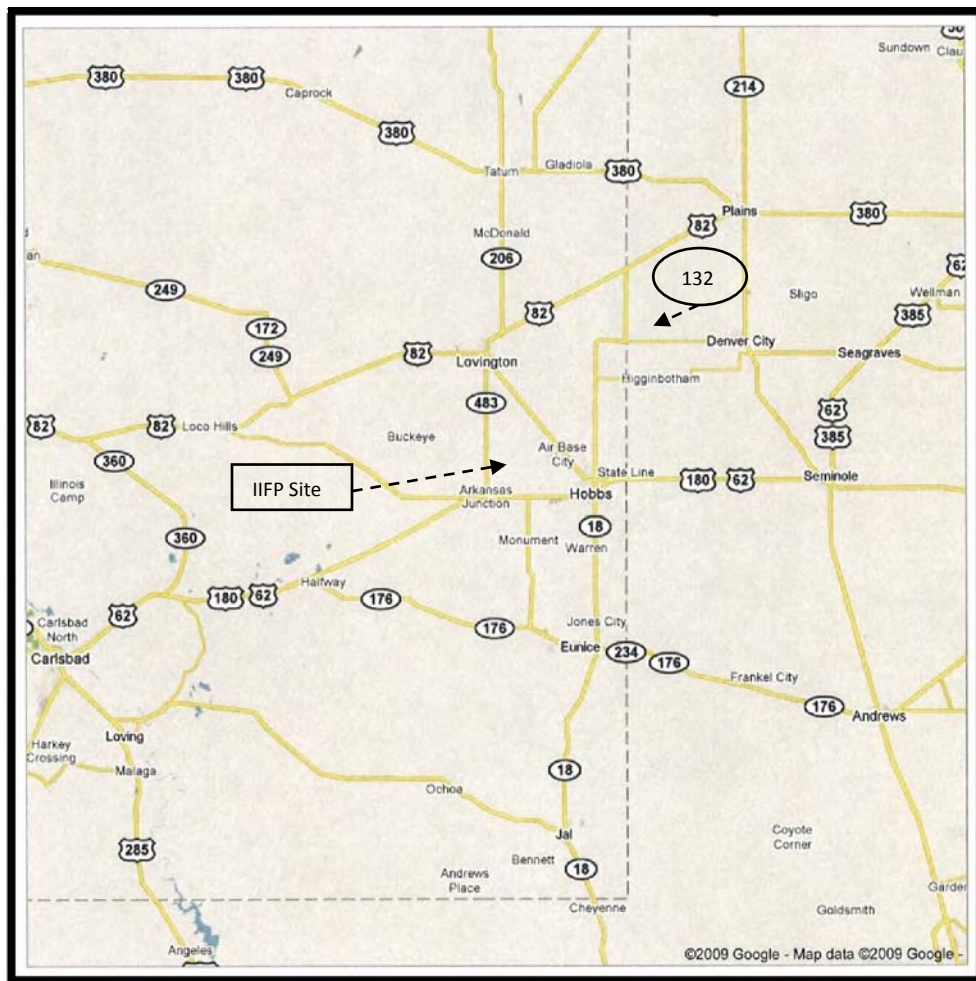 Sundown
380
380
Caprock
214
380
Tatum
Gladiola
380
Plains
380
82
McDonald
206
132
62
Sligo
Wellman
249
385
82
172
249
82
Lovington
Denver City
Seagraves
Higginbotham
483
62
82
82
Loco Hills
Buckeye
385
360
Air Base
City
State Line
Illinois
Camp
IIFP Site
Arkansas
Junction
Hobbs
180
62
Seminole
18
360
Monument
Warren
Halfway
180
62
176
62
Carlsbad
North
176
Jones City
Carlsbad
Eunice
234
176
Frankel City
176
Andrews
Loving
Harkey
Crossing
Malaga
18
Ochoa
Jal
Coyote
Corner
285
Bennett
18
Andrews
Place
Cheyenne
Goldsmith
Angeles
©2009 Google - Map data ©2009 Google -